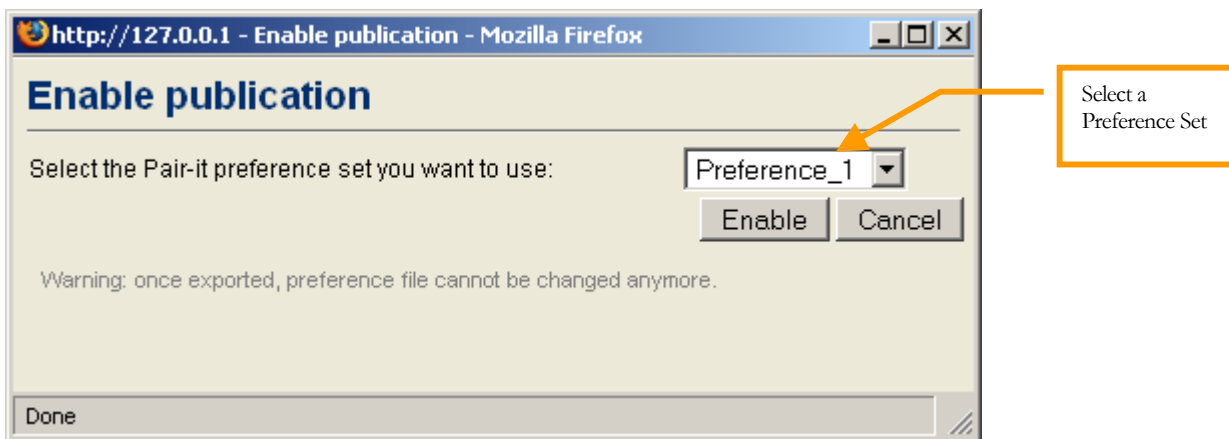 http://127.0.0.1 - Enable publication - Mozilla Firefox
Enable publication
Select a
Preference Set
Select the Pair-it preference set you want to use:
Preference_1
Enable
Cancel
Warning: once exported, preference file cannot be changed anymore.
Done